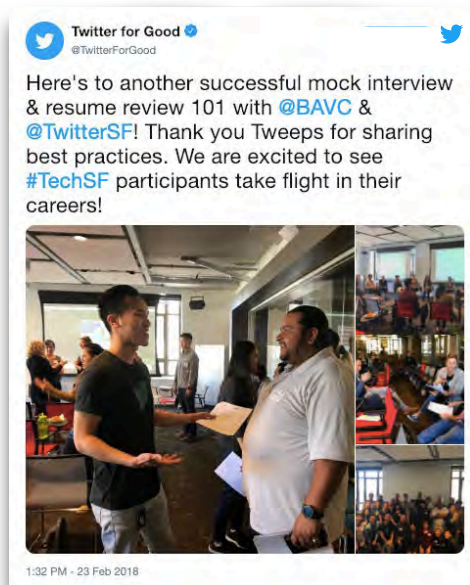 Twitter for Good
@TwitterForGood
Here's to another successful mock interview
& resume review 101 with @BAVC &
@TwitterSF! Thank you Tweeps for sharing
best practices. We are excited to see
#TechSF participants take flight in their
careers!
1:32 PM - 23 Feb 2018